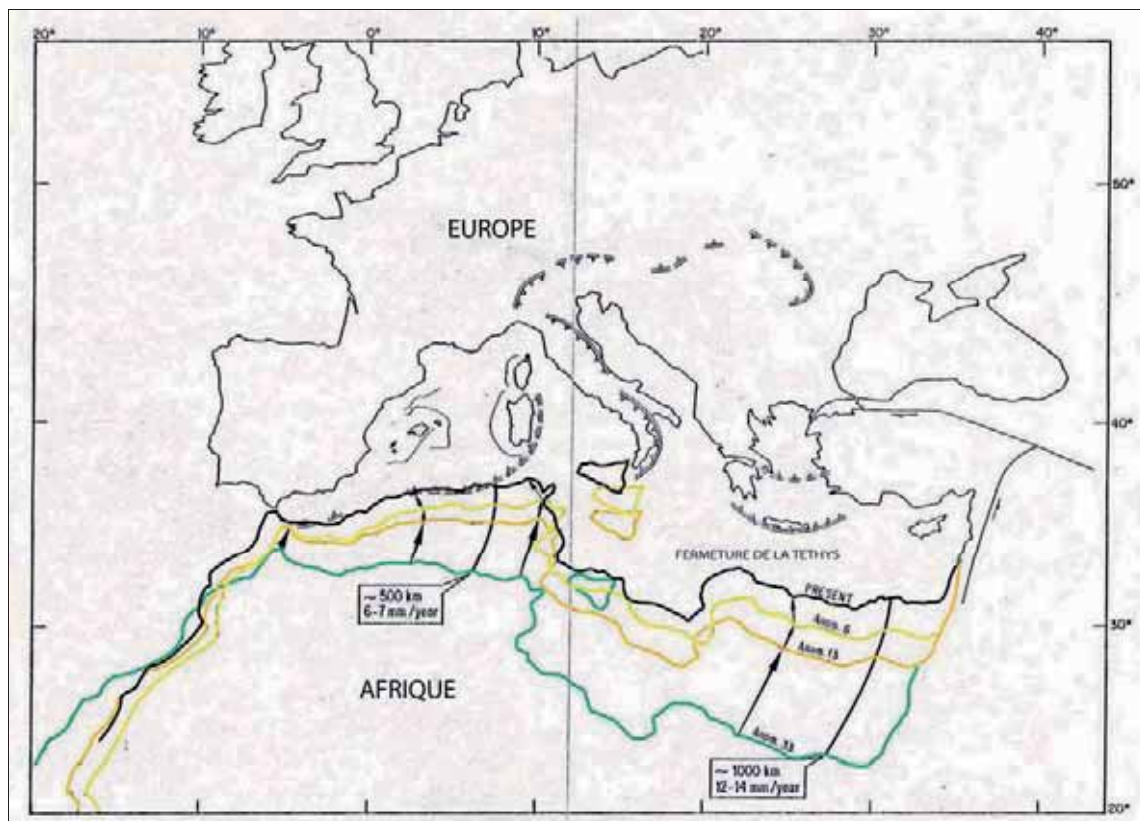 20° 10° 0° 10° 20° 30° 40°
50°
EUROPE
40°
FERMETURE DE LA TETHYS
PRESENT
~ 500 km
6-7 mm/year
Anom. 6
30°
Anom. 13
AFRIQUE
Anom. 33
~ 1000 km
12-14 mm/year
20°